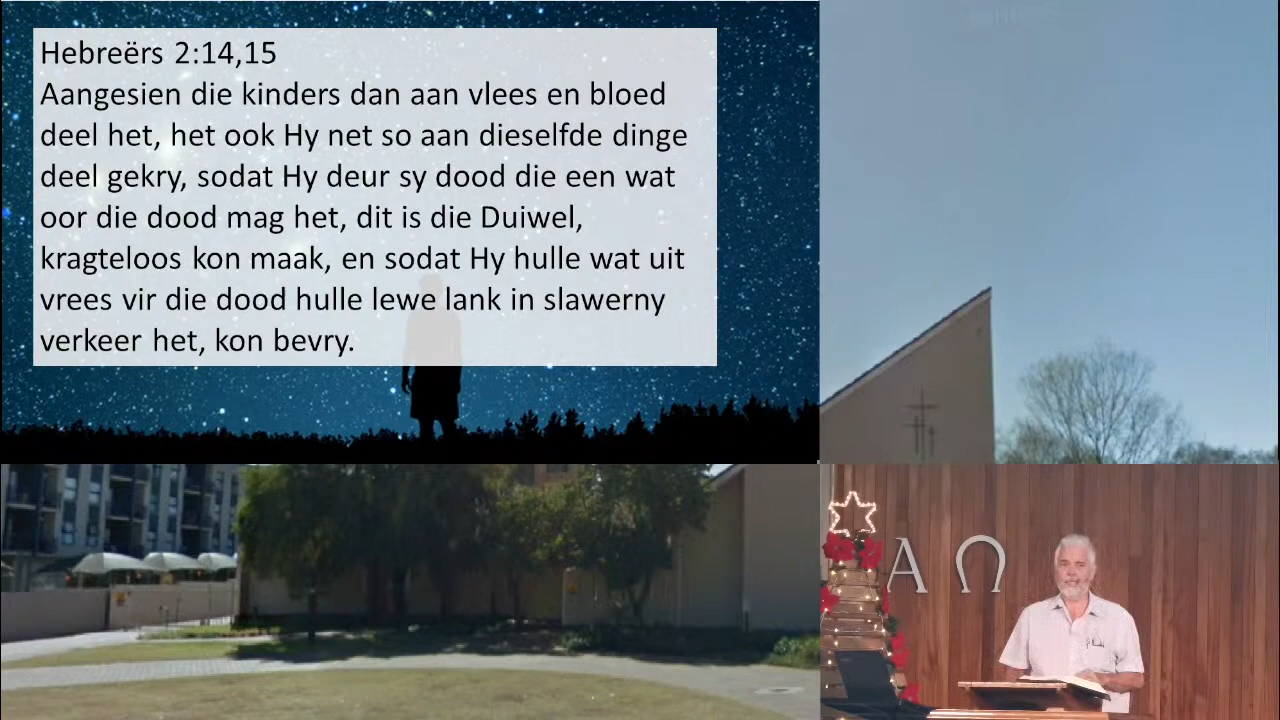 Hebreërs 2:14,15
Aangesien die kinders dan aan vlees en bloed
deel het, het ook Hy net so aan dieselfde dinge
deel gekry, sodat Hy deur sy dood die een wat
oor die dood mag het, dit is die Duiwel,
kragteloos kon maak, en sodat Hy hulle wat uit
vrees vir die dood hulle lewe lank in slawerny
verkeer het, kon bevry.
Α Ω